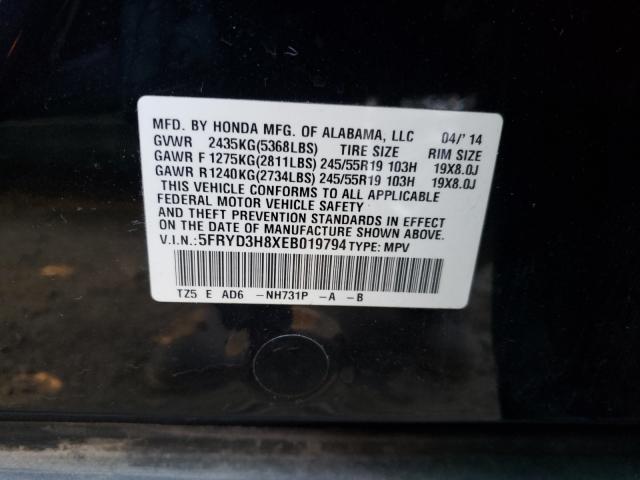 MFD. BY HONDA MFG. OF ALABAMA, LLC 04/'14
GVWR 2435KG(5368LBS) TIRE SIZE RIM SIZE
GAWR F 1275KG(2811LBS) 245/55R19 103H 19X8.0J
GAWR R1240KG(2734LBS) 245/55R19 103H 19X8.0J
THIS VEHICLE CONFORMS TO ALL APPLICABLE
FEDERAL MOTOR VEHICLE SAFETY
AND THEFT PREVENTION STANDARDS IN EFFECT
ON THE DATE OF MANUFACTURE SHOWN ABOVE.
V.I.N.: 5FRYD3H8XEB019794 TYPE: MPV
TZ5 E AD6 -NH731P -A -B